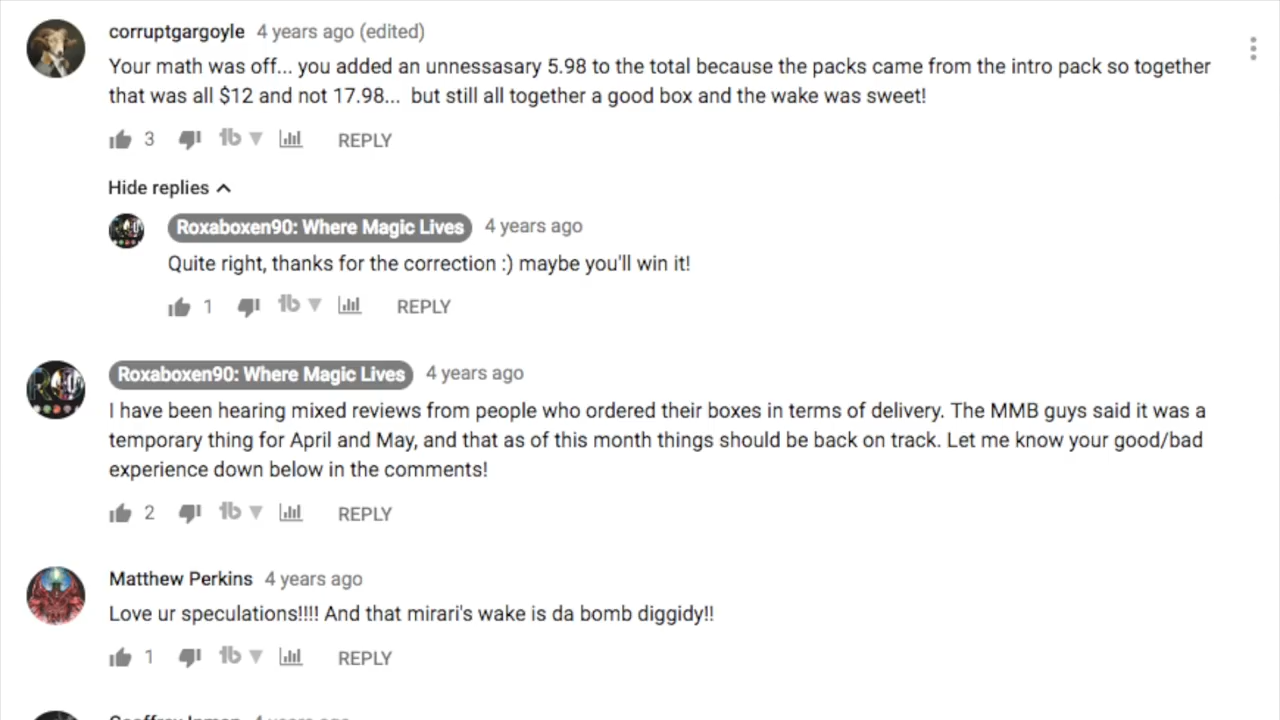 corruptgargoyle 4 years ago (edited)
Your math was off... you added an unnessasary 5.98 to the total because the packs came from the intro pack so together
that was all $12 and not 17.98... but still all together a good box and the wake was sweet!
3 REPLY
Hide replies
Roxaboxen90: Where Magic Lives 4 years ago
Quite right, thanks for the correction :) maybe you'll win it!
1 REPLY
Roxaboxen90: Where Magic Lives 4 years ago
I have been hearing mixed reviews from people who ordered their boxes in terms of delivery. The MMB guys said it was a
temporary thing for April and May, and that as of this month things should be back on track. Let me know your good/bad
experience down below in the comments!
2 REPLY
Matthew Perkins 4 years ago
Love ur speculations!!!! And that mirari's wake is da bomb diggidy!!
1 REPLY